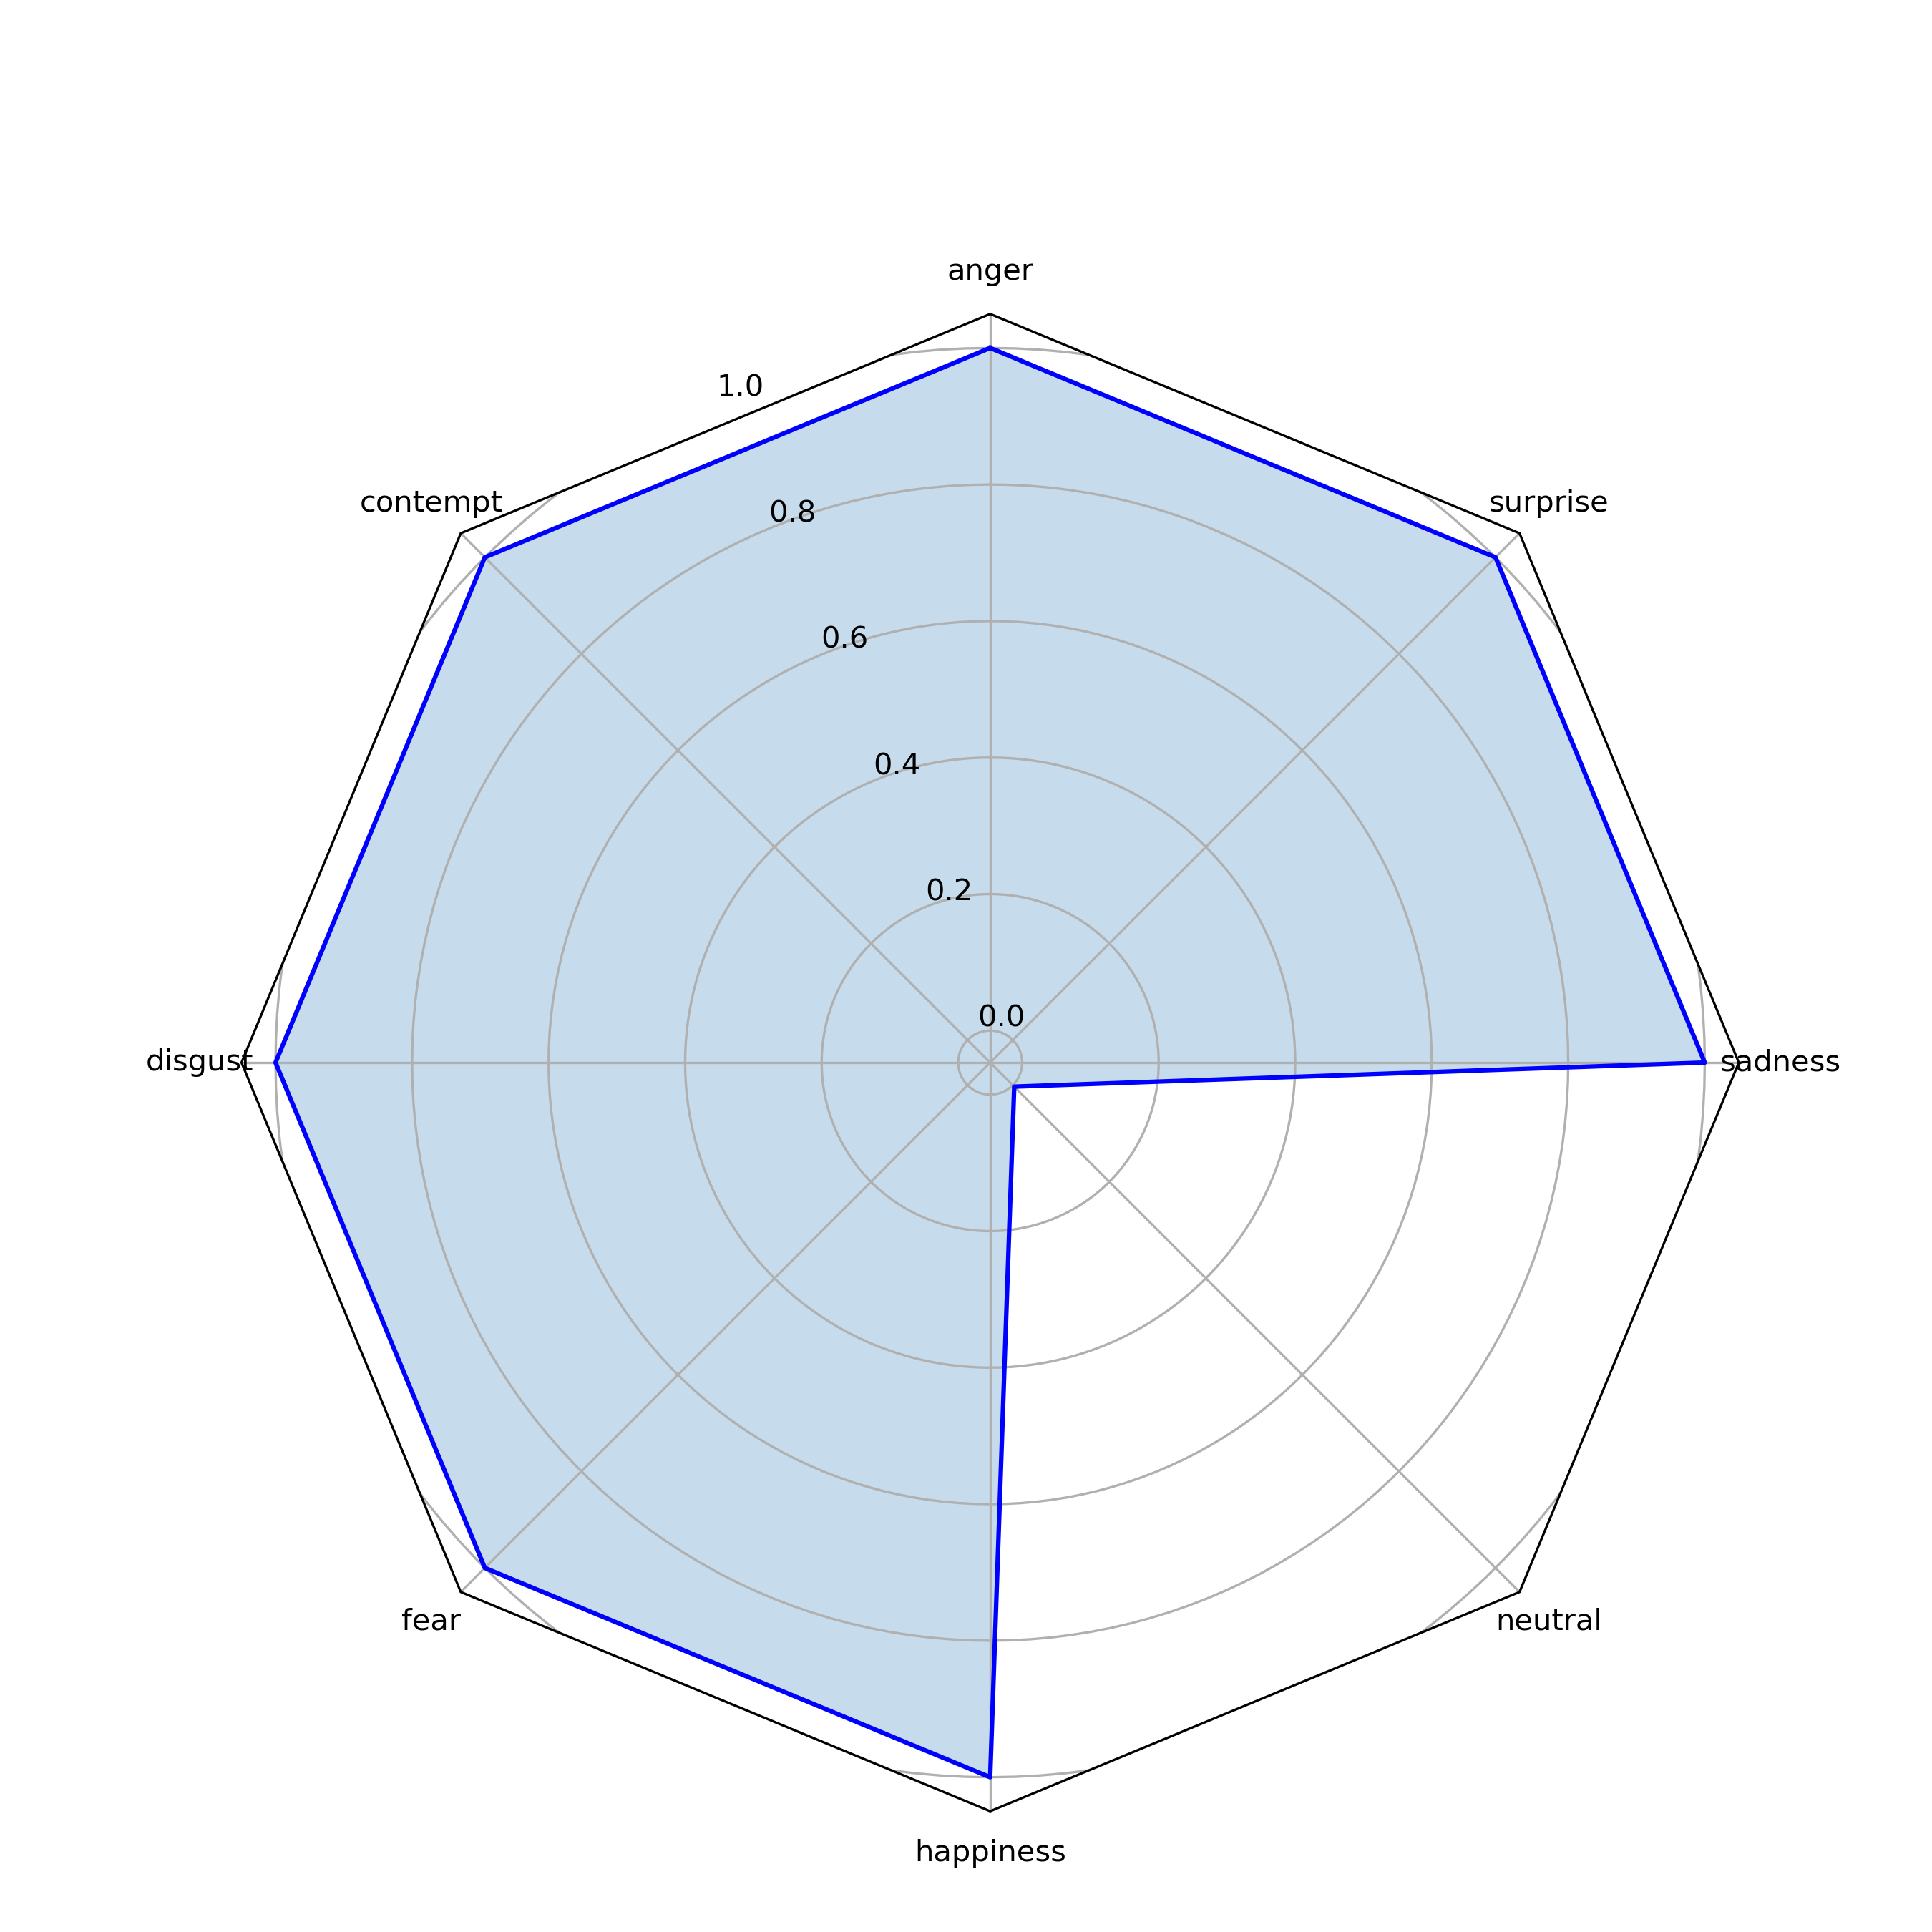 anger
1.0
contempt
surprise
0.8
0.6
0.4
0.2
0.0
disgust
sadness
fear
neutral
happiness